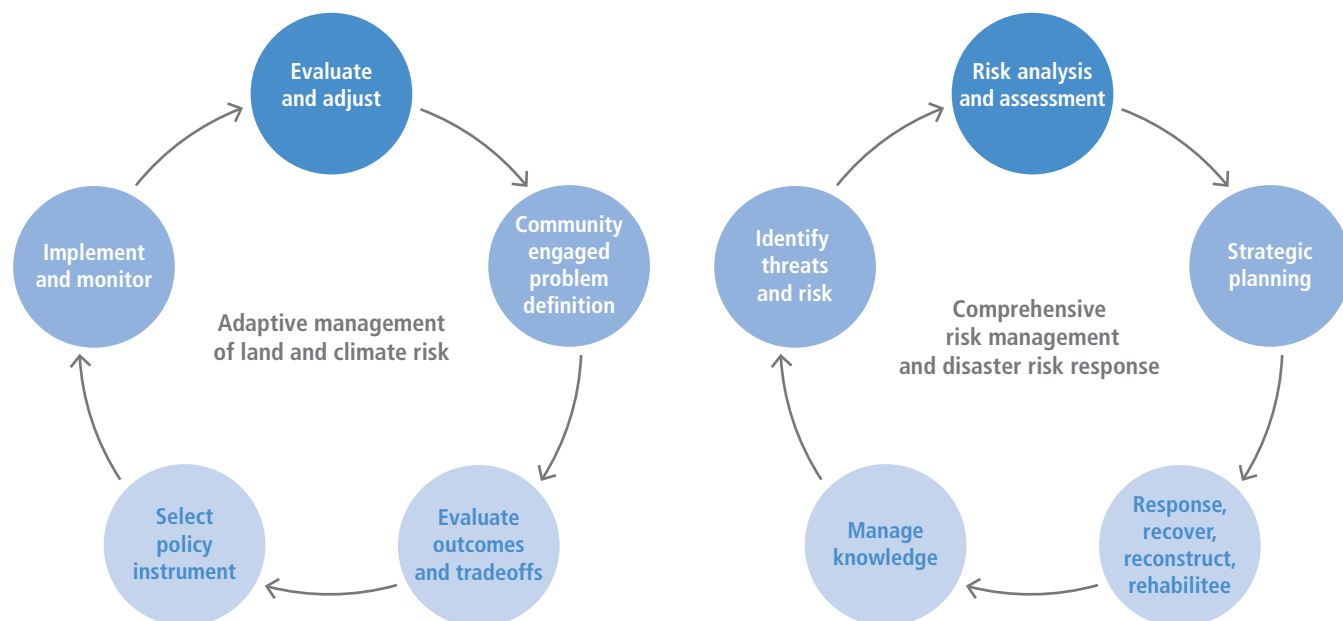 Evaluate
and adjust
Community
engaged
problem
definition
Evaluate
outcomes
and tradeoffs
Select
policy
instrument
Implement
and monitor
Adaptive management
of land and climate risk
Risk analysis
and assessment
Strategic
planning
Response,
recover,
reconstruct,
rehabilitee
Manage
knowledge
Identify
threats
and risk
Comprehensive
risk management
and disaster risk response